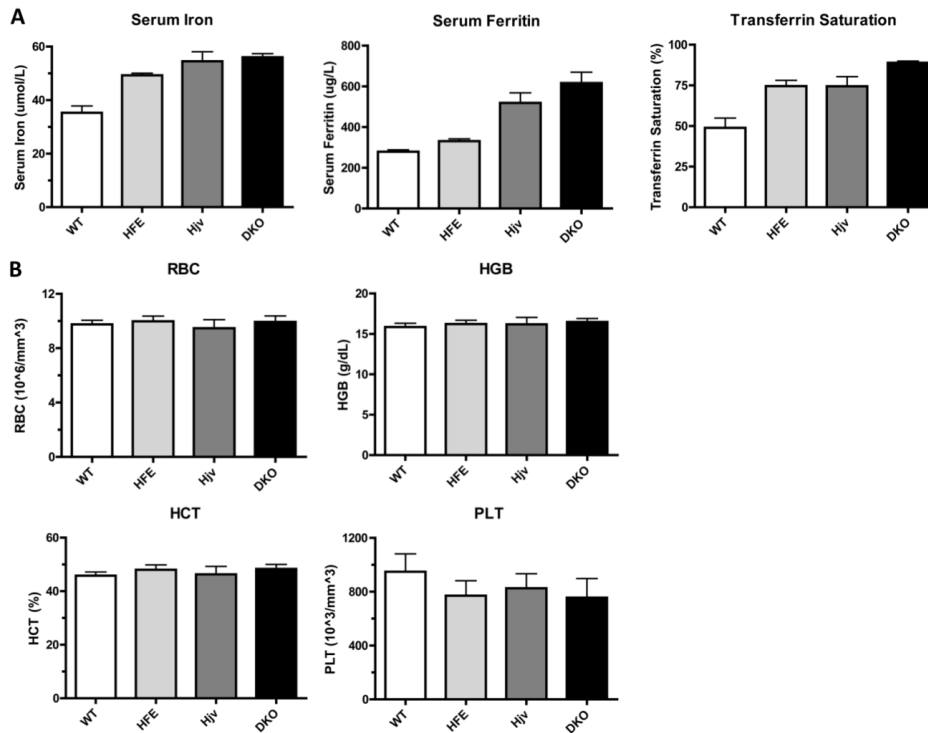 A
Serum Iron
Serum Iron (umol/L)
60
40
20
0
WT
HFE
Hjv
DKO
Serum Ferritin
Serum Ferritin (ug/L)
800
600
400
200
0
WT
HFE
Hjv
DKO
Transferrin Saturation
Transferrin Saturation (%)
100
75
50
25
0
WT
HFE
Hjv
DKO
B
RBC
RBC (10^6/mm^3)
12
9
6
3
0
WT
HFE
Hjv
DKO
HGB
HGB (g/dL)
20
15
10
5
0
WT
HFE
Hjv
DKO
HCT
HCT (%)
60
40
20
0
WT
HFE
Hjv
DKO
PLT
PLT (10^3/mm^3)
1200
800
400
0
WT
HFE
Hjv
DKO